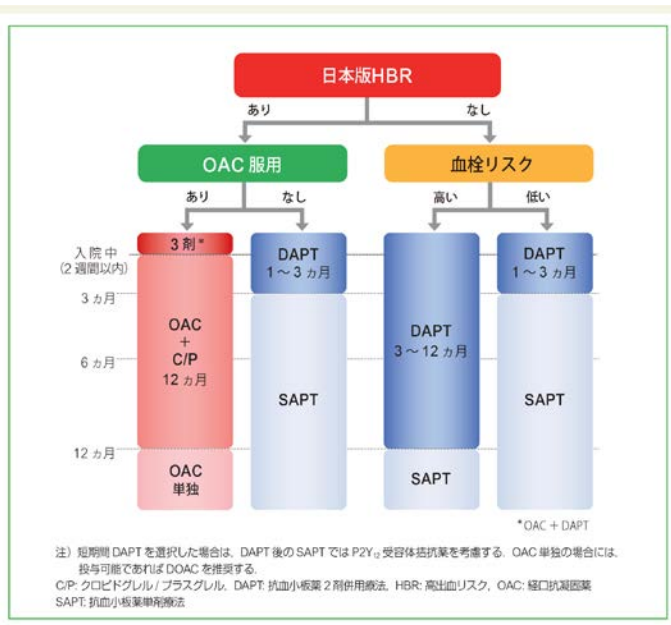 日本版HBR
あり
なし
OAC 服用
血栓リスク
あり
なし
高い
低い
入院中
(2週間以内)
3ヵ月
6ヵ月
12ヵ月
3剤*
OAC
+
C/P
12ヵ月
OAC
単独
DAPT
1～3ヵ月
SAPT
DAPT
3～12ヵ月
SAPT
DAPT
1～3ヵ月
SAPT
*OAC + DAPT
注）短期間 DAPT を選択した場合は，DAPT 後の SAPT では P2Y₁₂ 受容体拮抗薬を考慮する．OAC 単独の場合には，
投与可能であれば DOAC を推奨する．
C/P: クロピドグレル / プラスグレル，DAPT: 抗血小板薬 2 剤併用療法，HBR: 高出血リスク，OAC: 経口抗凝固薬
SAPT: 抗血小板薬単剤療法